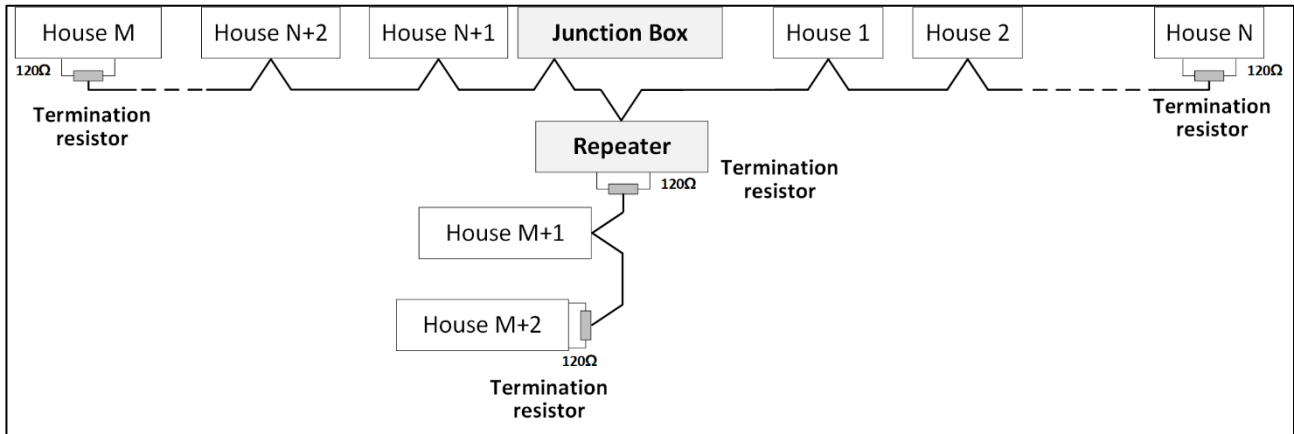 House M
House N+2
House N+1
Junction Box
House 1
House 2
House N
120Ω
120Ω
Termination
resistor
Termination
resistor
Repeater
Termination
resistor
120Ω
House M+1
House M+2
120Ω
Termination
resistor